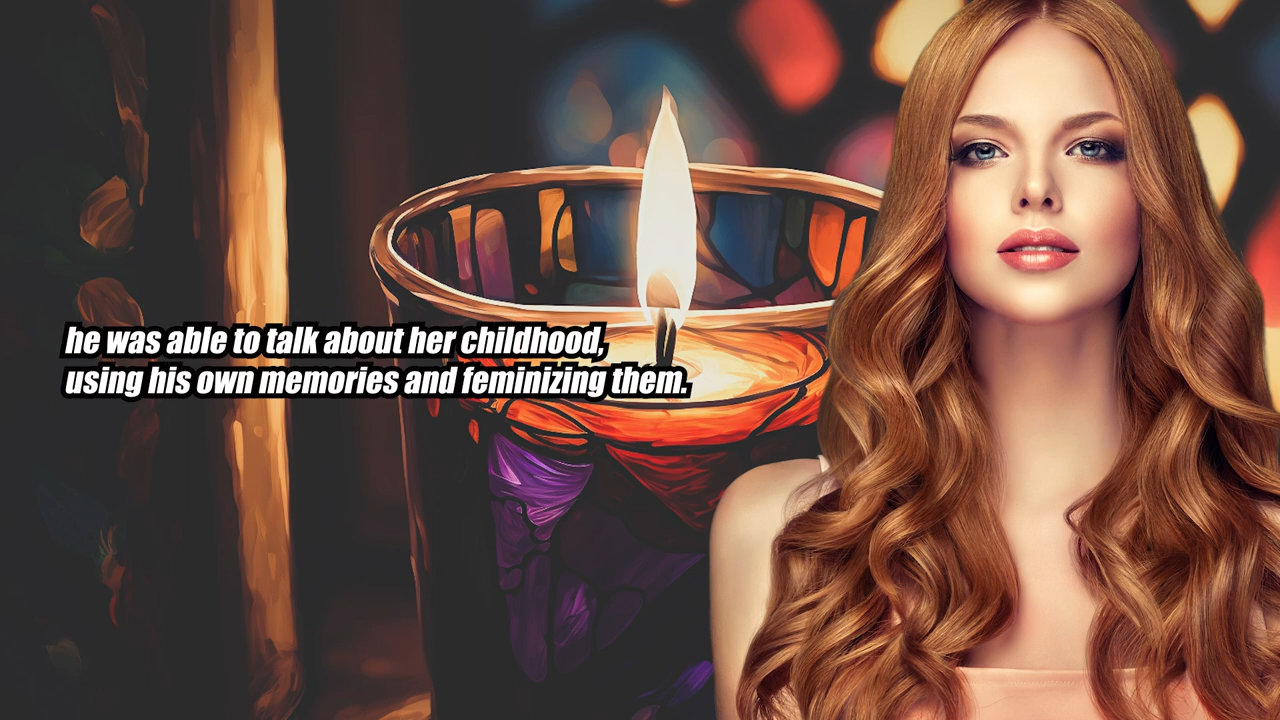 he was able to talk about her childhood,
using his own memories and feminizing them.